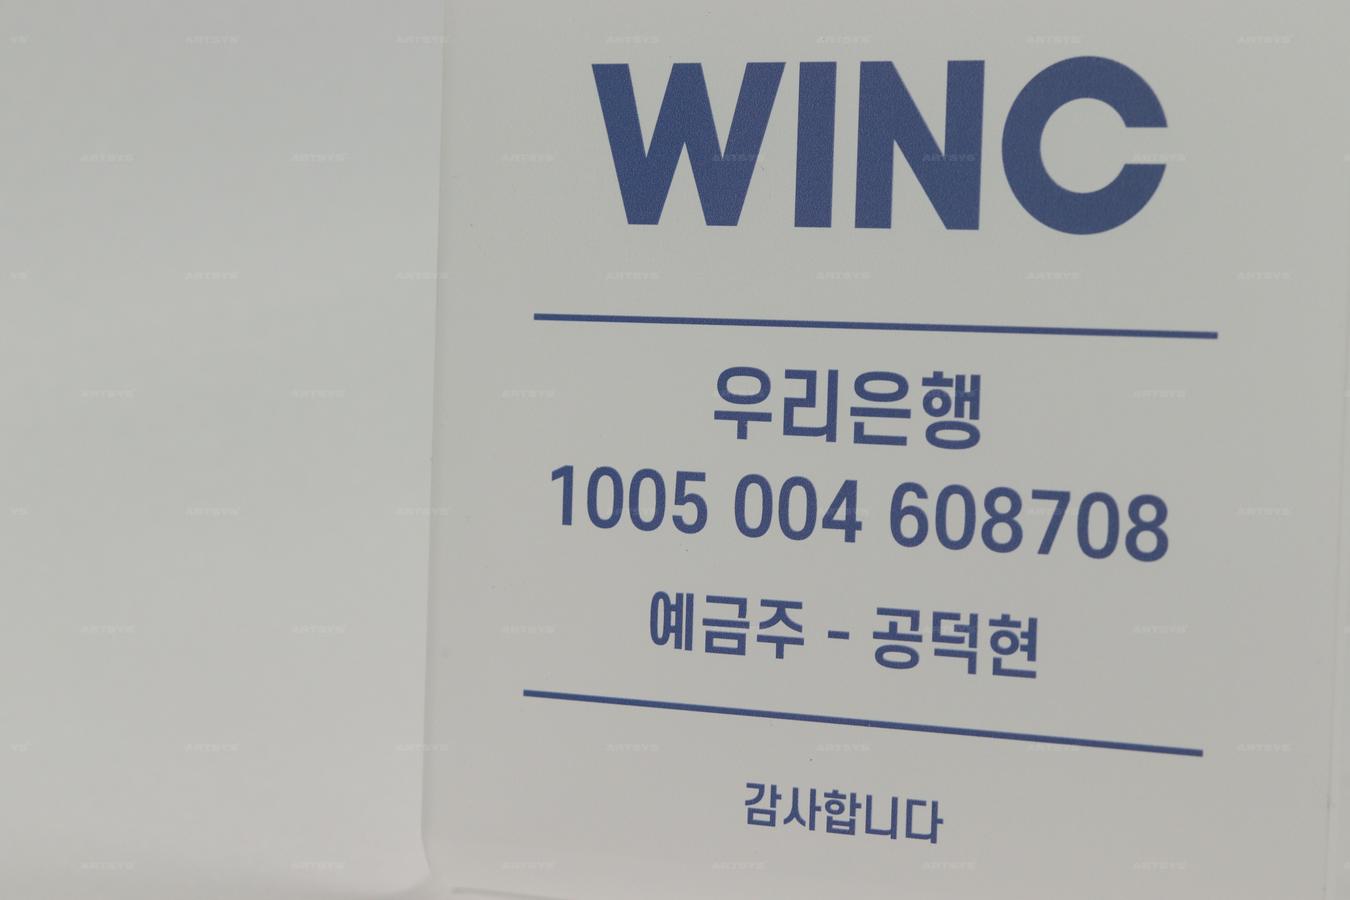 WINC
우리은행
1005 004 608708
예금주 - 공덕현
감사합니다
ARTSYS